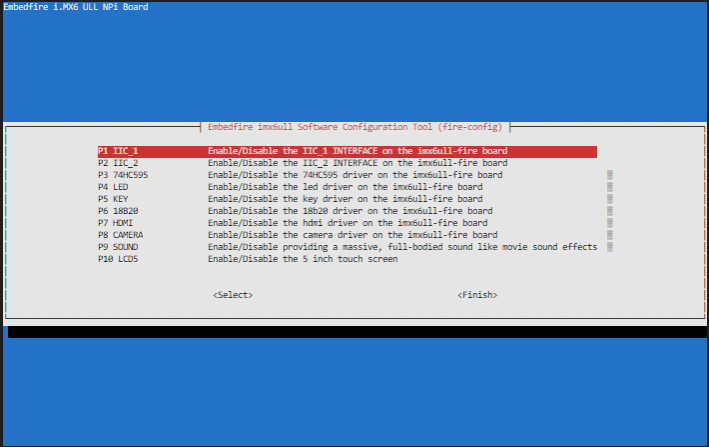 Embedfire i.MX6 ULL NPi Board
Embedfire imx6ull Software Configuration Tool (fire-config)
P1 IIC_1 Enable/Disable the IIC_1 INTERFACE on the imx6ull-fire board
P2 IIC_2 Enable/Disable the IIC_2 INTERFACE on the imx6ull-fire board
P3 74HC595 Enable/Disable the 74HC595 driver on the imx6ull-fire board
P4 LED Enable/Disable the led driver on the imx6ull-fire board
P5 KEY Enable/Disable the key driver on the imx6ull-fire board
P6 18B20 Enable/Disable the 18b20 driver on the imx6ull-fire board
P7 HDMI Enable/Disable the hdmi driver on the imx6ull-fire board
P8 CAMERA Enable/Disable the camera driver on the imx6ull-fire board
P9 SOUND Enable/Disable providing a massive, full-bodied sound like movie sound effects
P10 LCD5 Enable/Disable the 5 inch touch screen
<Select> <Finish>